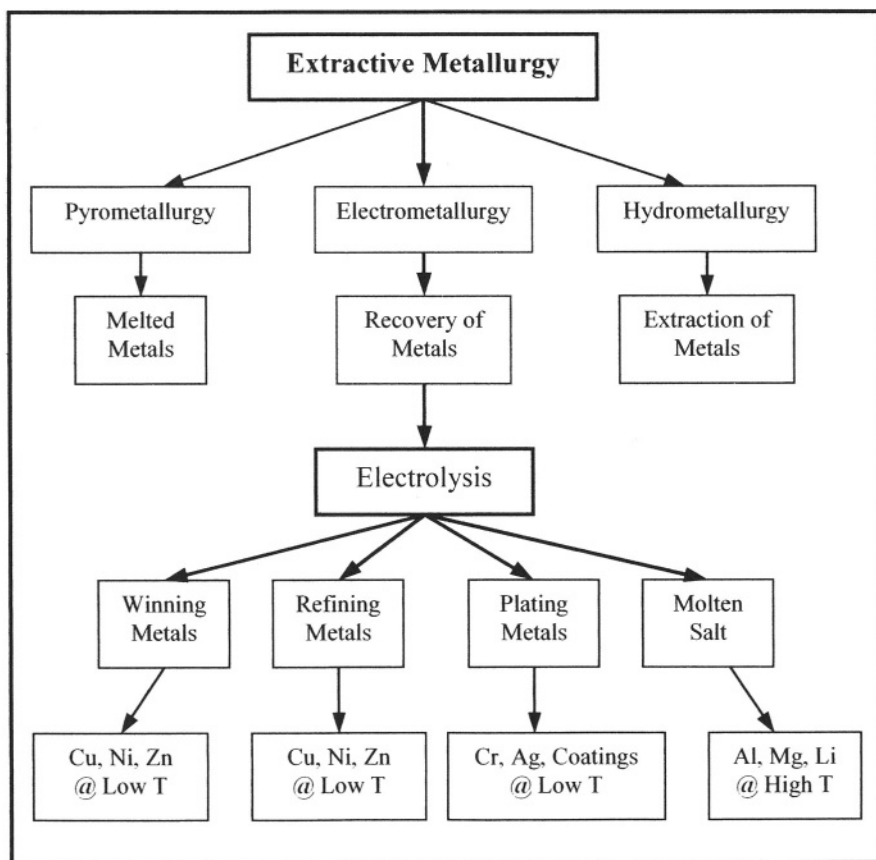 Extractive Metallurgy
Pyrometallurgy
Electrometallurgy
Hydrometallurgy
Melted
Metals
Recovery of
Metals
Extraction of
Metals
Electrolysis
Winning
Metals
Refining
Metals
Plating
Metals
Molten
Salt
Cu, Ni, Zn
@ Low T
Cu, Ni, Zn
@ Low T
Cr, Ag, Coatings
@ Low T
Al, Mg, Li
@ High T